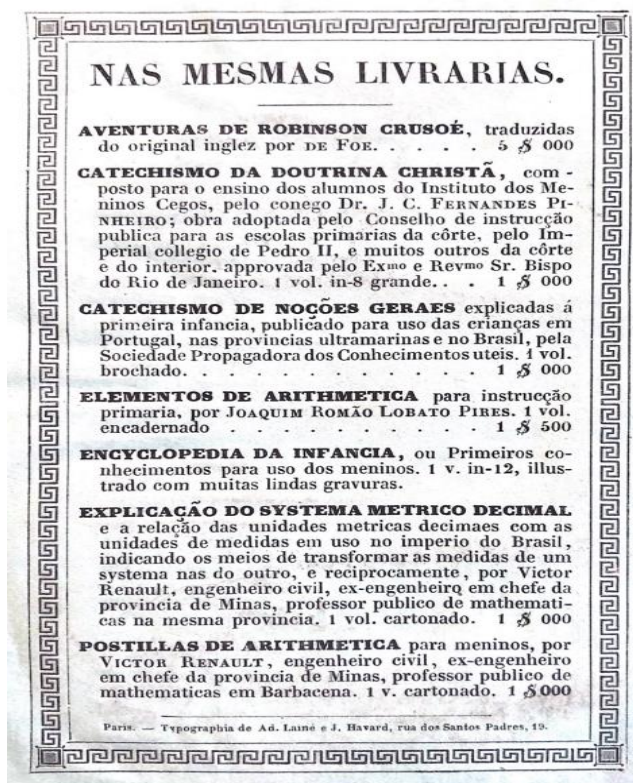 NAS MESMAS LIVRARIAS.
AVENTURAS DE ROBINSON CRUSOÉ, traduzidas
do original inglez por DE FOE. . . . . 5 $ 000
CATECHISMO DA DOUTRINA CHRISTÃ, com-
posto para o ensino dos alumnos do Instituto dos Me-
ninos Cegos, pelo conego Dr. J. C. FERNANDES PI-
NHEIRO; obra adoptada pelo Conselho de instrucção
publica para as escolas primarias da côrte, pelo Im-
perial collegio de Pedro II, e muitos outros da côrte
e do interior. approvada pelo Exmo e Revmo Sr. Bispo
do Rio de Janeiro. 1 vol. in-8 grande. . . 1 $ 000
CATECHISMO DE NOÇÕES GERAES explicadas á
primeira infancia, publicado para uso das crianças em
Portugal, nas provincias ultramarinas e no Brasil, pela
Sociedade Propagadora dos Conhecimentos uteis. 1 vol.
brochado. . . . . . . . . . . 1 $ 000
ELEMENTOS DE ARITHMETICA para instrucção
primaria, por JOAQUIM ROMÃO LOBATO PIRES. 1 vol.
encadernado . . . . . . . . . 1 $ 500
ENCYCLOPEDIA DA INFANCIA, ou Primeiros co-
nhecimentos para uso dos meninos. 1 v. in-12, illus-
trado com muitas lindas gravuras.
EXPLICAÇÃO DO SYSTEMA METRICO DECIMAL
e a relação das unidades metricas decimaes com as
unidades de medidas em uso no imperio do Brasil,
indicando os meios de transformar as medidas de um
systema nas do outro, e reciprocamente, por Victor
Renault, engenheiro civil, ex-engenheiro em chefe da
provincia de Minas, professor publico de mathemati-
cas na mesma provincia. 1 vol. cartonado. 1 $ 000
POSTILLAS DE ARITHMETICA para meninos, por
VICTOR RENAULT, engenheiro civil, ex-engenheiro
em chefe da provincia de Minas, professor publico de
mathematicas em Barbacena. 1 v. cartonado. 1 $ 000
Paris. — Typographia de Ad. Lainé e J. Havard, rua dos Santos Padres, 19.